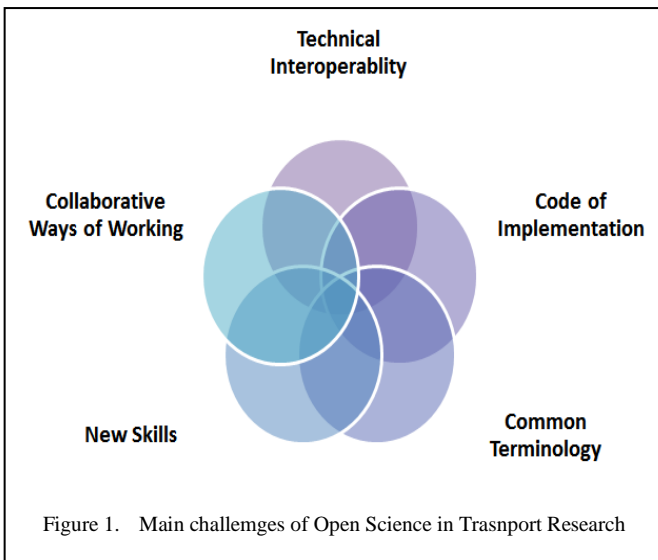 Technical
Interoperablity
Collaborative
Ways of Working
Code of
Implementation
New Skills
Common
Terminology
Figure 1. Main challemges of Open Science in Trasnport Research